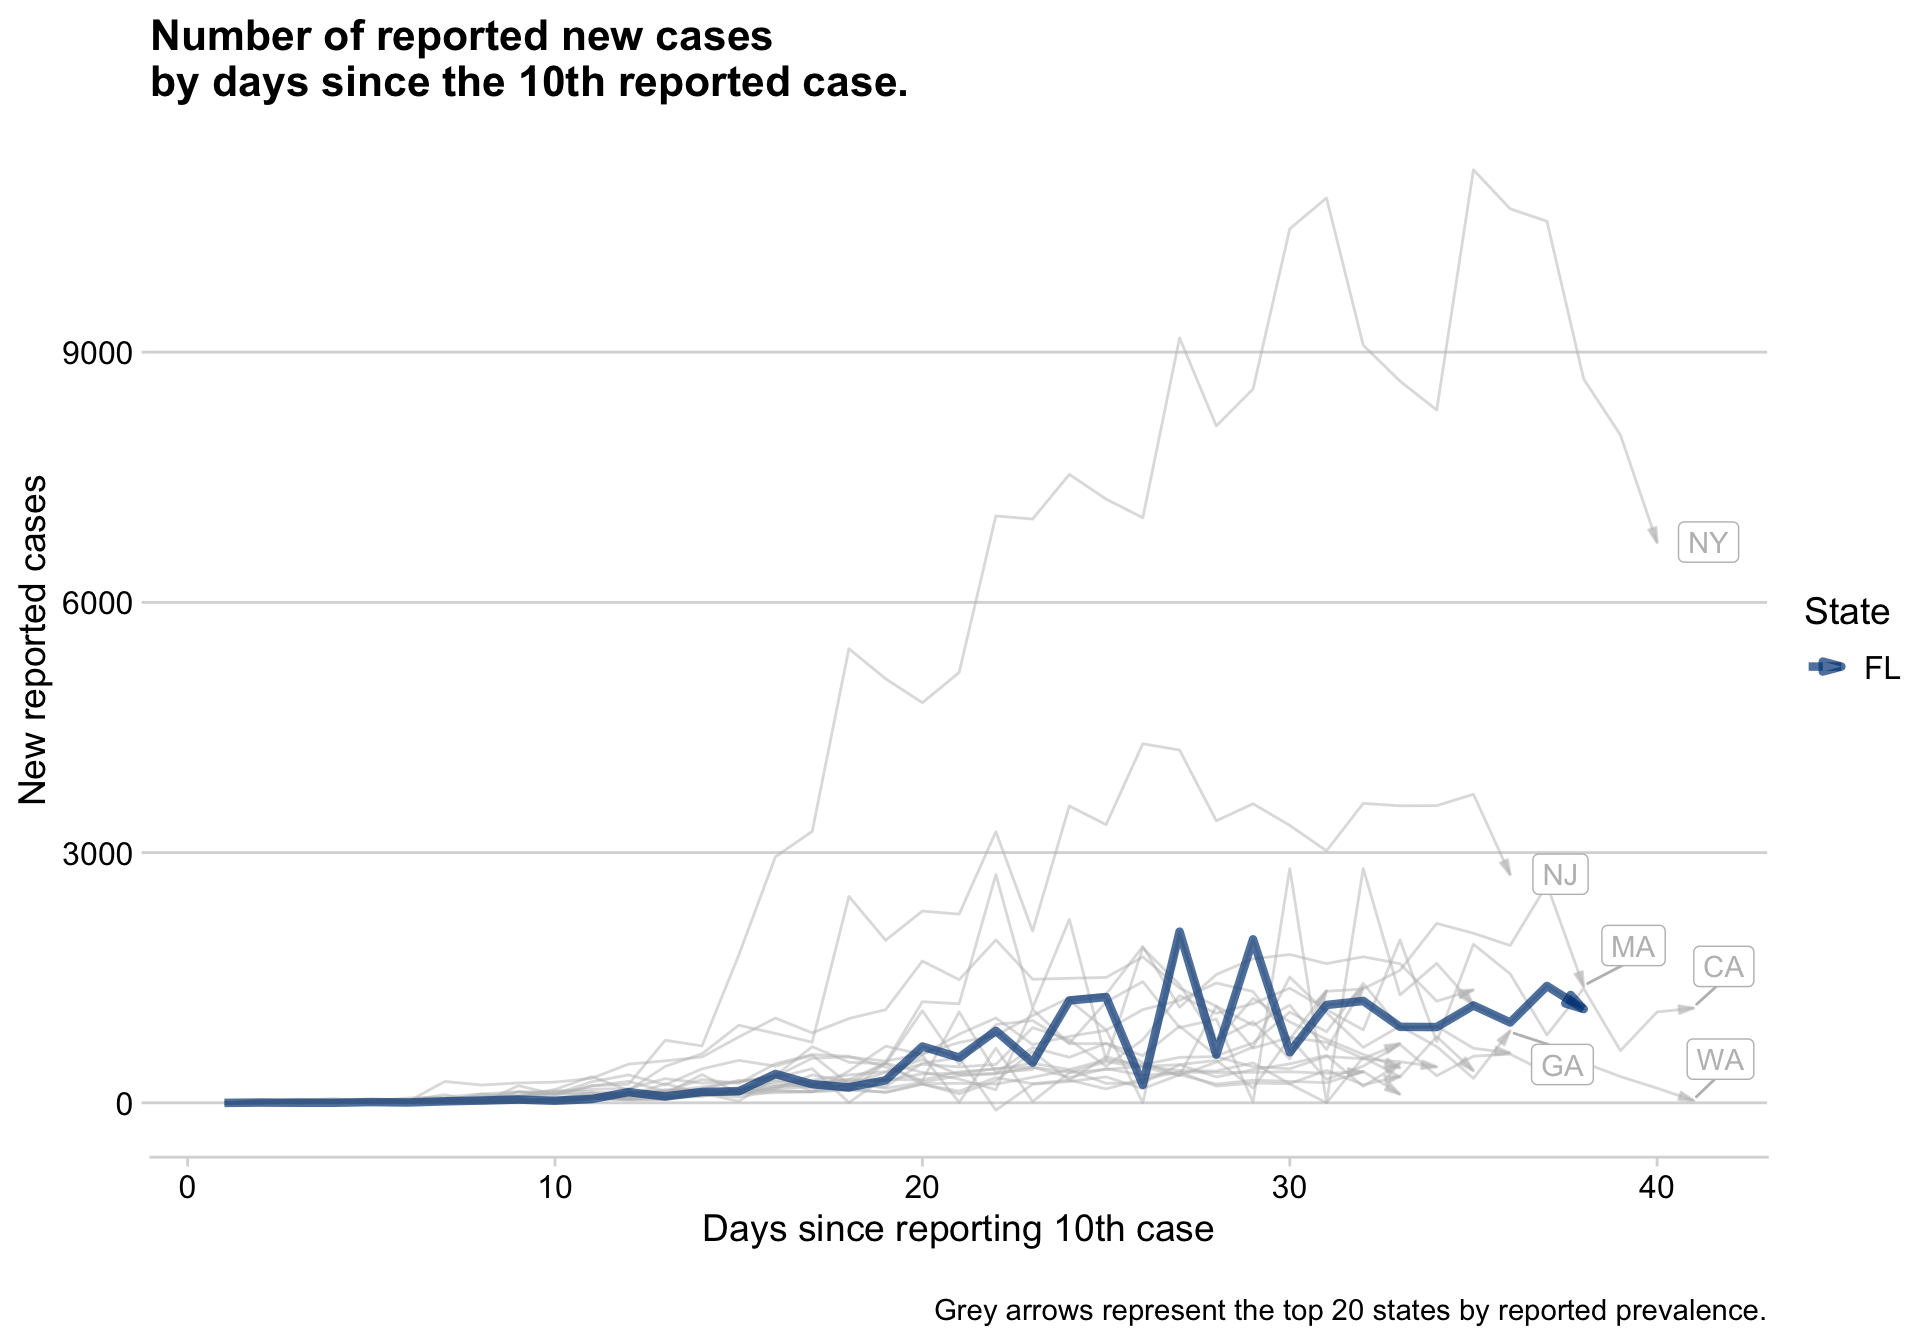 Number of reported new cases
by days since the 10th reported case.
New reported cases
9000
6000
3000
0
NY
NJ
MA
CA
GA
WA
State
FL
0 10 20 30 40
Days since reporting 10th case
Grey arrows represent the top 20 states by reported prevalence.